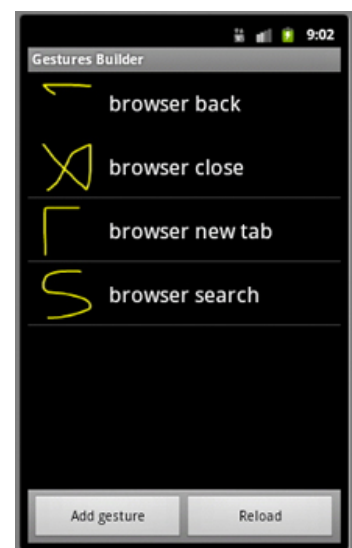 9:02
Gestures Builder
browser back
browser close
browser new tab
browser search
Add gesture Reload